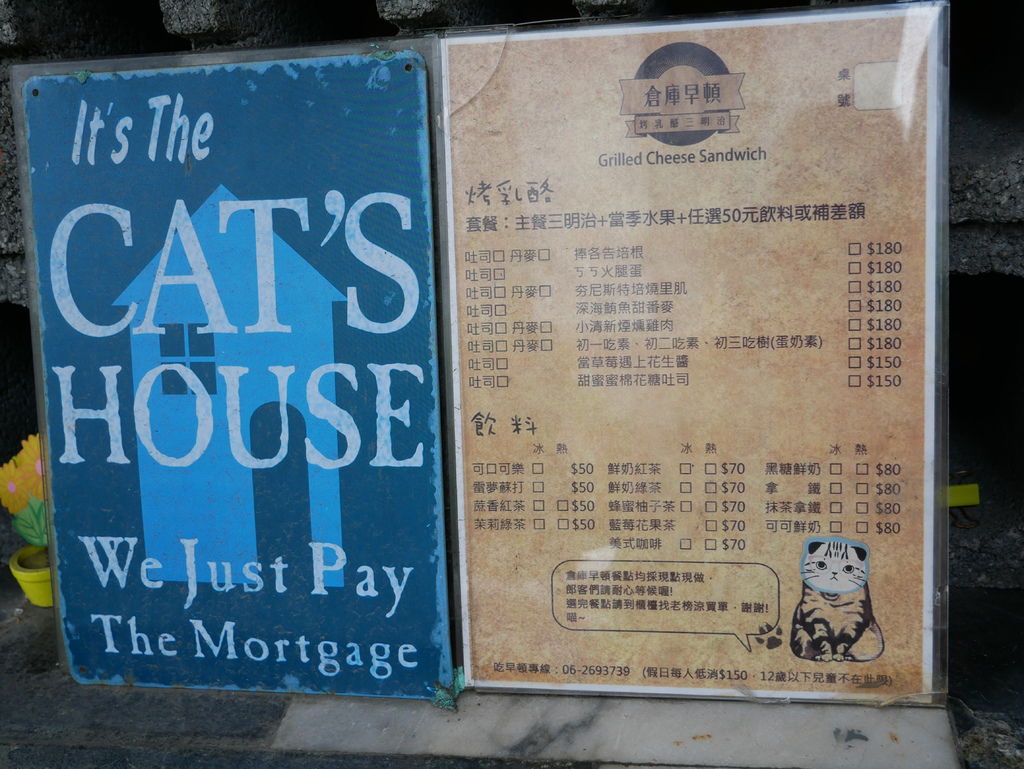 It's The
CAT'S
HOUSE
We Just Pay
The Mortgage
倉庫早頓
烤乳酪三明治
Grilled Cheese Sandwich
桌號
烤乳酪
套餐：主餐三明治+當季水果+任選50元飲料或補差額
吐司□ 丹麥□ 捧各告培根 □ $180
吐司□ ㄎㄎ火腿蛋 □ $180
吐司□ 丹麥□ 夯尼斯特培燒里肌 □ $180
吐司□ 深海鮪魚甜番麥 □ $180
吐司□ 丹麥□ 小清新煙燻雞肉 □ $180
吐司□ 丹麥□ 初一吃素、初二吃素、初三吃樹(蛋奶素) □ $180
吐司□ 當草莓遇上花生醬 □ $150
吐司□ 甜蜜蜜棉花糖吐司 □ $150
飲料
冰 熱 冰 熱 冰 熱
可口可樂 □ $50 鮮奶紅茶 □ □ $70 黑糖鮮奶 □ □ $80
雷夢蘇打 □ $50 鮮奶綠茶 □ □ $70 拿 鐵 □ □ $80
蔗香紅茶 □ □ $50 蜂蜜柚子茶 □ □ $70 抹茶拿鐵 □ □ $80
茉莉綠茶 □ □ $50 藍莓花果茶 □ $70 可可鮮奶 □ □ $80
美式咖啡 □ □ $70
倉庫早頓餐點均採現點現做，
郎客們請耐心等候喔!
選完餐點請到櫃檯找老榜涼買單，謝謝!
喵~
吃早頓專線：06-2693739 (假日每人低消$150，12歲以下兒童不在此限)